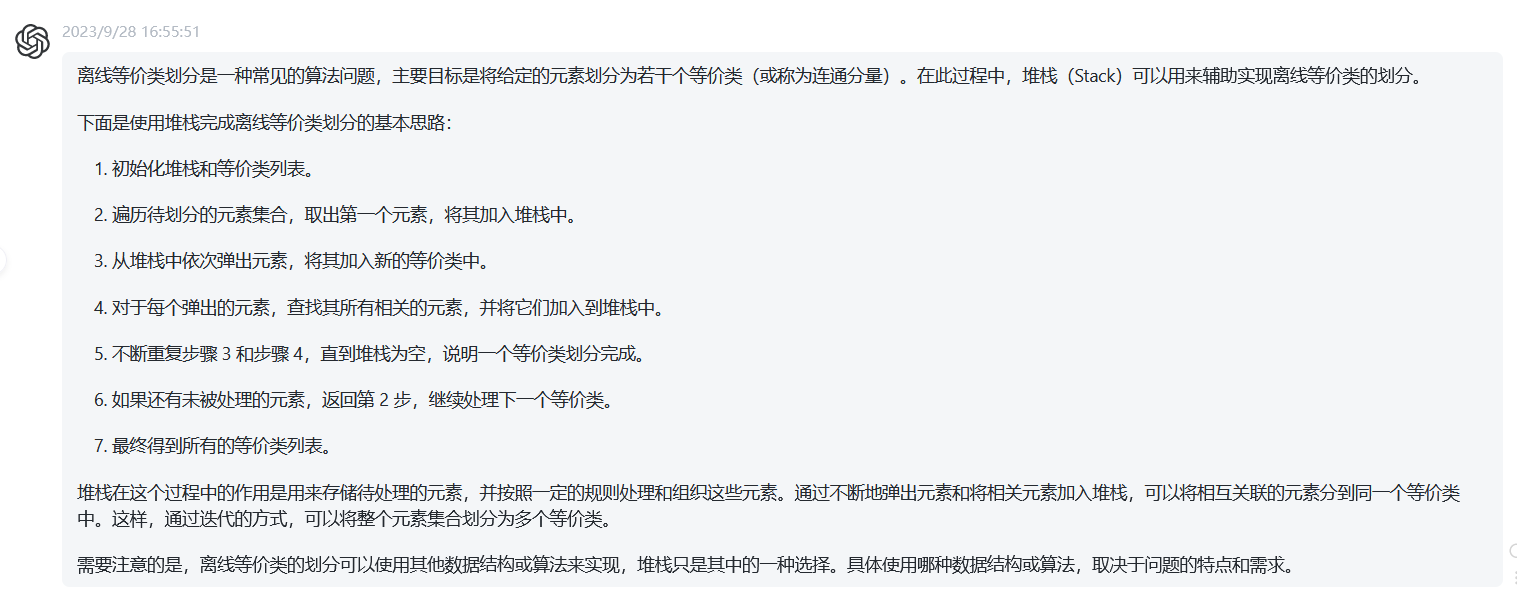 2023/9/28 16:55:51
离线等价类划分是一种常见的算法问题，主要目标是将给定的元素划分为若干个等价类（或称为连通分量）。在此过程中，堆栈（Stack）可以用来辅助实现离线等价类的划分。
下面是使用堆栈完成离线等价类划分的基本思路：
1. 初始化堆栈和等价类列表。
2. 遍历待划分的元素集合，取出第一个元素，将其加入堆栈中。
3. 从堆栈中依次弹出元素，将其加入新的等价类中。
4. 对于每个弹出的元素，查找其所有相关的元素，并将它们加入到堆栈中。
5. 不断重复步骤 3 和步骤 4，直到堆栈为空，说明一个等价类划分完成。
6. 如果还有未被处理的元素，返回第 2 步，继续处理下一个等价类。
7. 最终得到所有的等价类列表。
堆栈在这个过程中的作用是用来存储待处理的元素，并按照一定的规则处理和组织这些元素。通过不断地弹出元素和将相关元素加入堆栈，可以将相互关联的元素分到同一个等价类
中。这样，通过迭代的方式，可以将整个元素集合划分为多个等价类。
需要注意的是，离线等价类的划分可以使用其他数据结构或算法来实现，堆栈只是其中的一种选择。具体使用哪种数据结构或算法，取决于问题的特点和需求。